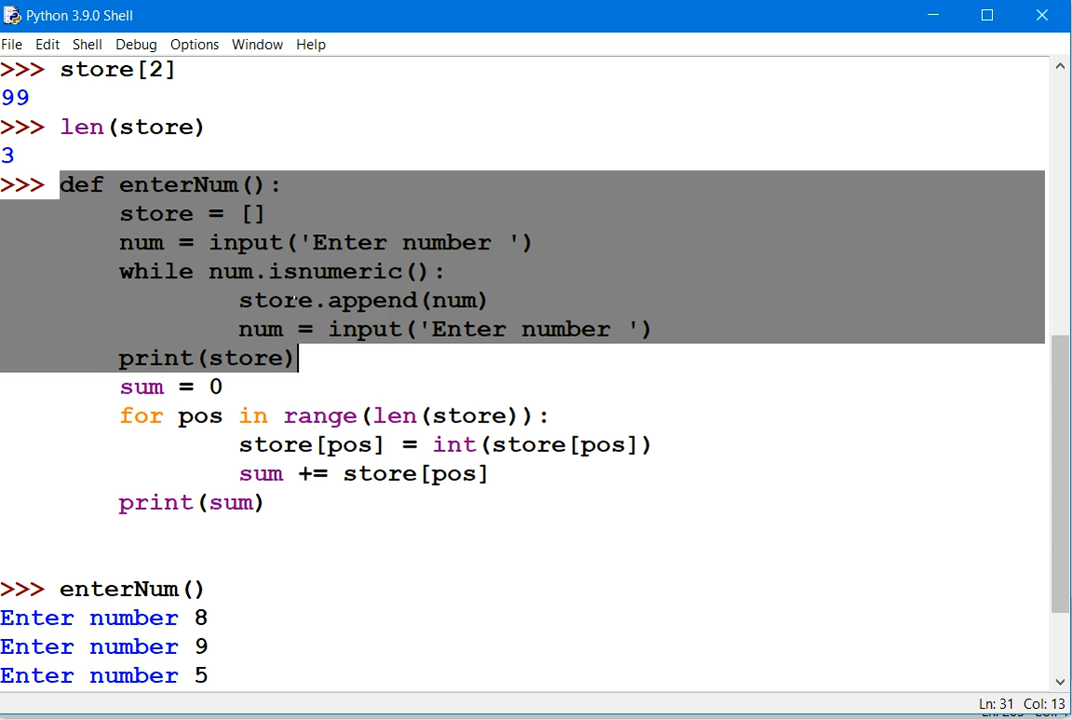 Python 3.9.0 Shell
File Edit Shell Debug Options Window Help
>>> store[2]
99
>>> len(store)
3
>>> def enterNum():
store = []
num = input('Enter number ')
while num.isnumeric():
store.append(num)
num = input('Enter number ')
print(store)
sum = 0
for pos in range(len(store)):
store[pos] = int(store[pos])
sum += store[pos]
print(sum)
>>> enterNum()
Enter number 8
Enter number 9
Enter number 5
Ln: 31 Col: 13